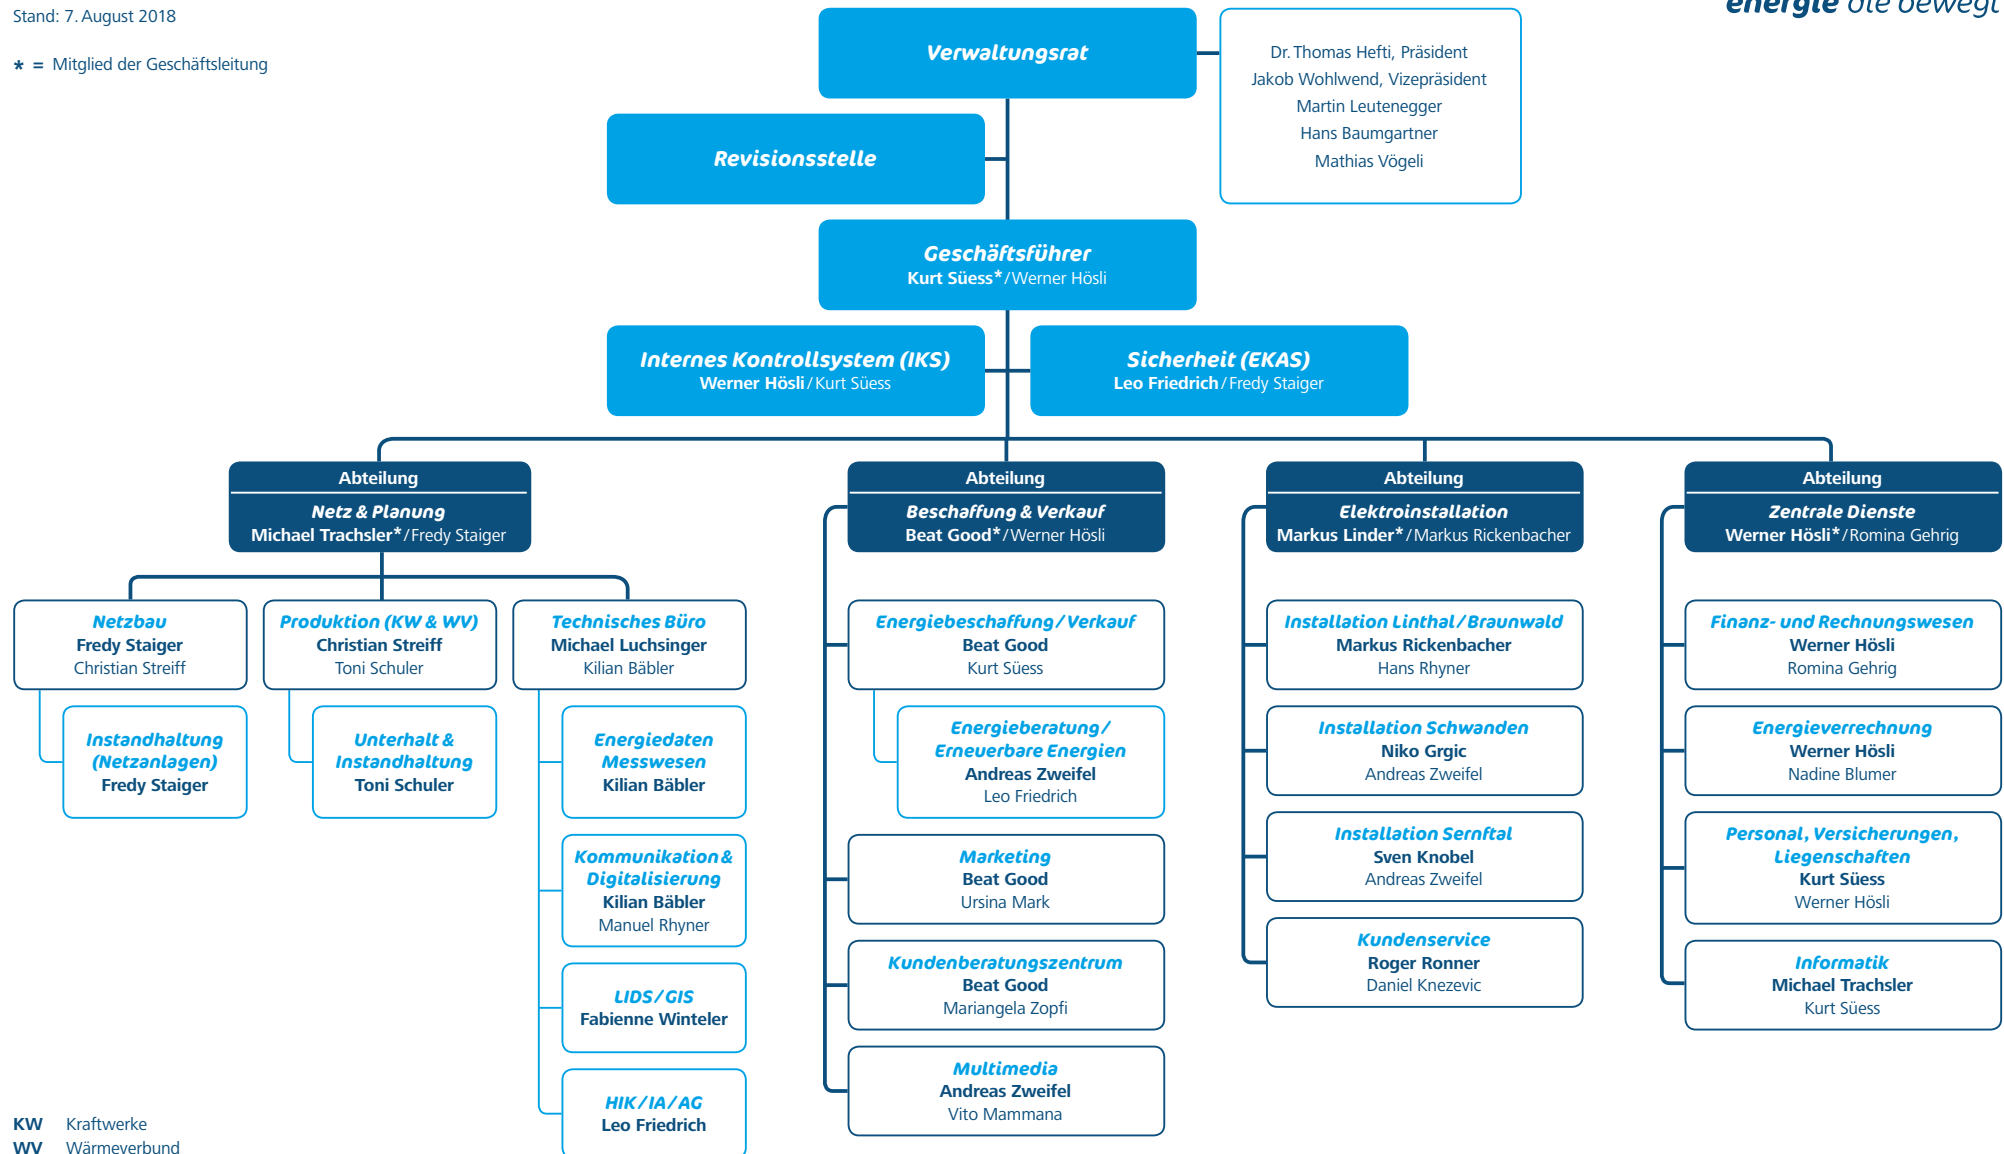 Stand: 7. August 2018
* = Mitglied der Geschäftsleitung
energie die bewegt
Verwaltungsrat
Dr. Thomas Hefti, Präsident
Jakob Wohlwend, Vizepräsident
Martin Leutenegger
Hans Baumgartner
Mathias Vögeli
Revisionsstelle
Geschäftsführer
Kurt Süess*/Werner Hösli
Internes Kontrollsystem (IKS)
Werner Hösli/Kurt Süess
Sicherheit (EKAS)
Leo Friedrich/Fredy Staiger
Abteilung
Netz & Planung
Michael Trachsler*/Fredy Staiger
Netzbau
Fredy Staiger
Christian Streiff
Instandhaltung
(Netzanlagen)
Fredy Staiger
Produktion (KW & WV)
Christian Streiff
Toni Schuler
Unterhalt &
Instandhaltung
Toni Schuler
Technisches Büro
Michael Luchsinger
Kilian Bäbler
Energiedaten
Messwesen
Kilian Bäbler
Kommunikation &
Digitalisierung
Kilian Bäbler
Manuel Rhyner
LIDS/GIS
Fabienne Winteler
HIK/IA/AG
Leo Friedrich
Abteilung
Beschaffung & Verkauf
Beat Good*/Werner Hösli
Energiebeschaffung/Verkauf
Beat Good
Kurt Süess
Energieberatung/
Erneuerbare Energien
Andreas Zweifel
Leo Friedrich
Marketing
Beat Good
Ursina Mark
Kundenberatungszentrum
Beat Good
Mariangela Zopfi
Multimedia
Andreas Zweifel
Vito Mammana
Abteilung
Elektroinstallation
Markus Linder*/Markus Rickenbacher
Installation Linthal/Braunwald
Markus Rickenbacher
Hans Rhyner
Installation Schwanden
Niko Grgic
Andreas Zweifel
Installation Sernftal
Sven Knobel
Andreas Zweifel
Kundenservice
Roger Ronner
Daniel Knezevic
Abteilung
Zentrale Dienste
Werner Hösli*/Romina Gehrig
Finanz- und Rechnungswesen
Werner Hösli
Romina Gehrig
Energieverrechnung
Werner Hösli
Nadine Blumer
Personal, Versicherungen,
Liegenschaften
Kurt Süess
Werner Hösli
Informatik
Michael Trachsler
Kurt Süess
KW Kraftwerke
WV Wärmeverbund